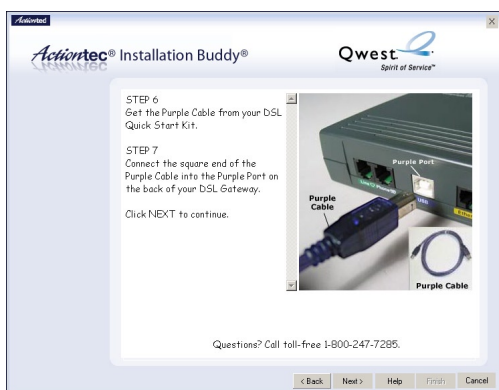 Actiontec
Actiontec® Installation Buddy®
Qwest.
Spirit of Service™
STEP 6
Get the Purple Cable from your DSL
Quick Start Kit.
STEP 7
Connect the square end of the
Purple Cable into the Purple Port on
the back of your DSL Gateway.
Click NEXT to continue.
Purple Port
Purple
Cable
USB
Purple Cable
Questions? Call toll-free 1-800-247-7285.
< Back
Next >
Help
Finish
Cancel